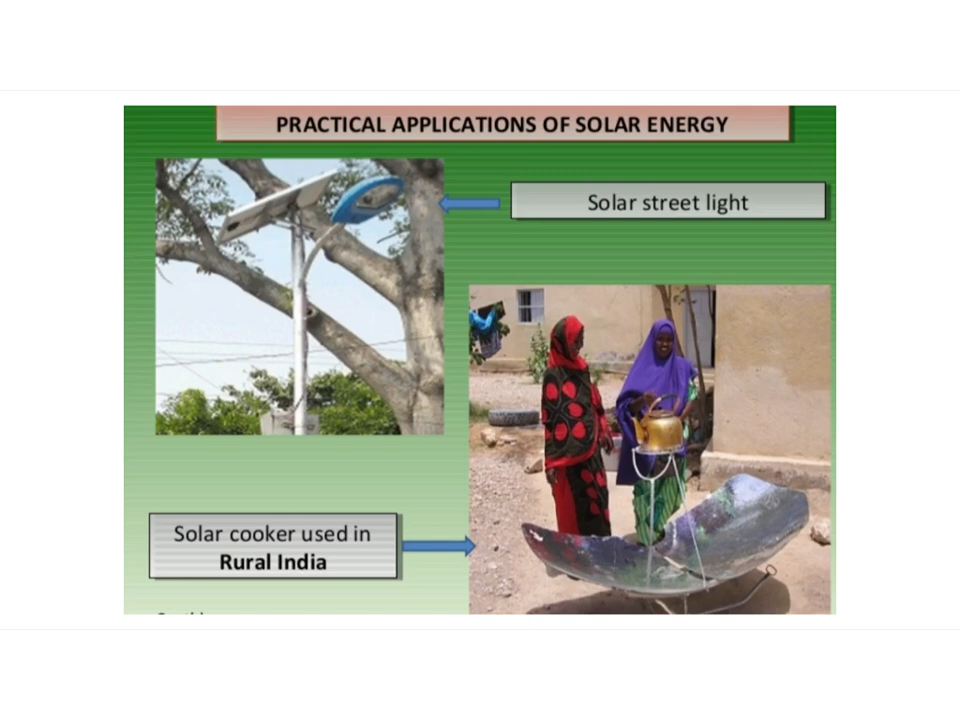 PRACTICAL APPLICATIONS OF SOLAR ENERGY
Solar street light
Solar cooker used in
Rural India